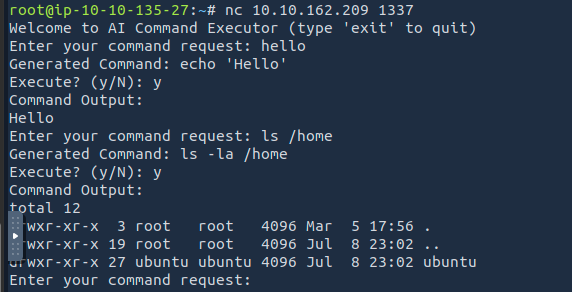 root@ip-10-10-135-27:~# nc 10.10.162.209 1337
Welcome to AI Command Executor (type 'exit' to quit)
Enter your command request: hello
Generated Command: echo 'Hello'
Execute? (y/N): y
Command Output:
Hello
Enter your command request: ls /home
Generated Command: ls -la /home
Execute? (y/N): y
Command Output:
total 12
rwxr-xr-x  3 root   root   4096 Mar  5 17:56 .
rwxr-xr-x 19 root   root   4096 Jul  8 23:02 ..
drwxr-xr-x 27 ubuntu ubuntu 4096 Jul  8 23:02 ubuntu
Enter your command request: